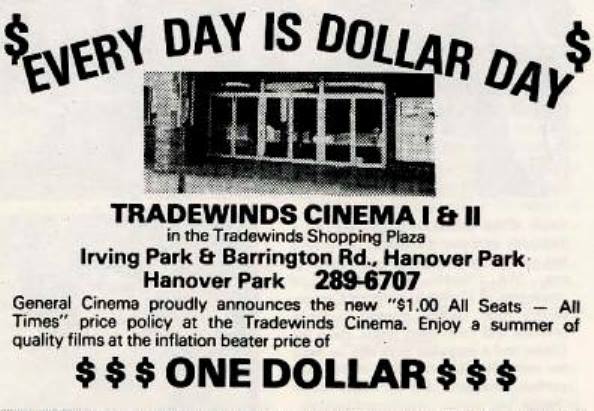 $ EVERY DAY IS DOLLAR DAY $
TRADEWINDS CINEMA I & II
in the Tradewinds Shopping Plaza
Irving Park & Barrington Rd., Hanover Park
Hanover Park 289-6707
General Cinema proudly announces the new "$1.00 All Seats — All
Times" price policy at the Tradewinds Cinema. Enjoy a summer of
quality films at the inflation beater price of
$ $ $ ONE DOLLAR $ $ $